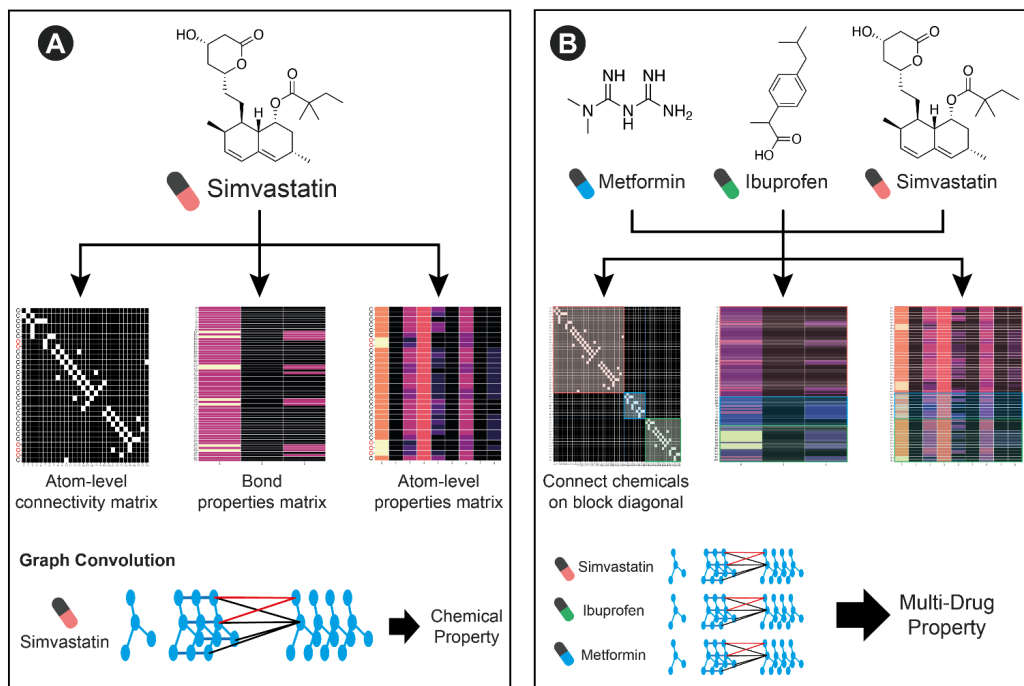 A
HO
O
O
O
O
H
Simvastatin
Atom-level
connectivity matrix
Bond
properties matrix
Atom-level
properties matrix
Graph Convolution
Simvastatin
Chemical
Property
B
NH
NH
N
N
H
NH2
O
HO
HO
O
O
O
O
H
Metformin
Ibuprofen
Simvastatin
Connect chemicals
on block diagonal
Simvastatin
Ibuprofen
Metformin
Multi-Drug
Property